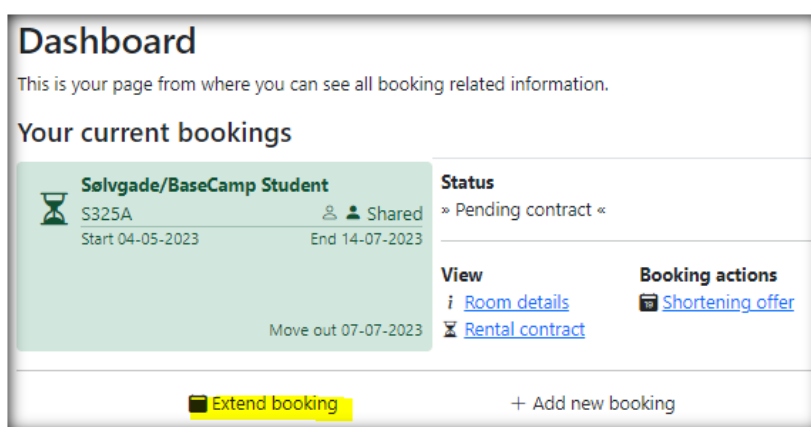 Dashboard
This is your page from where you can see all booking related information.
Your current bookings
Sølvgade/BaseCamp Student
S325A Shared
Start 04-05-2023 End 14-07-2023
Move out 07-07-2023
Status
» Pending contract «
View
i Room details
Rental contract
Booking actions
19 Shortening offer
Extend booking
+ Add new booking